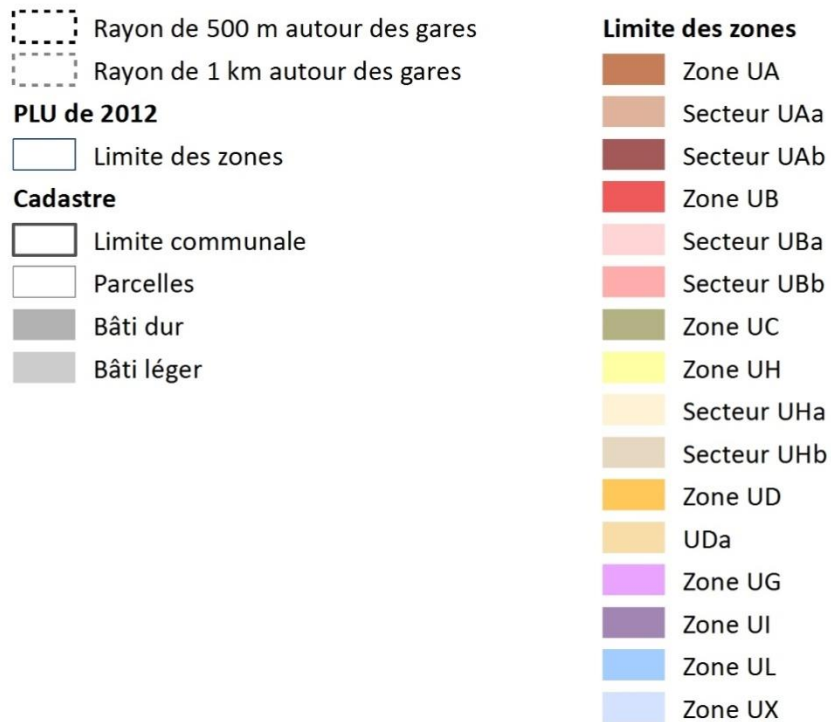 Rayon de 500 m autour des gares
Rayon de 1 km autour des gares
PLU de 2012
Limite des zones
Cadastre
Limite communale
Parcelles
Bâti dur
Bâti léger
Limite des zones
Zone UA
Secteur UAa
Secteur UAb
Zone UB
Secteur UBa
Secteur UBb
Zone UC
Zone UH
Secteur UHa
Secteur UHb
Zone UD
UDa
Zone UG
Zone UI
Zone UL
Zone UX